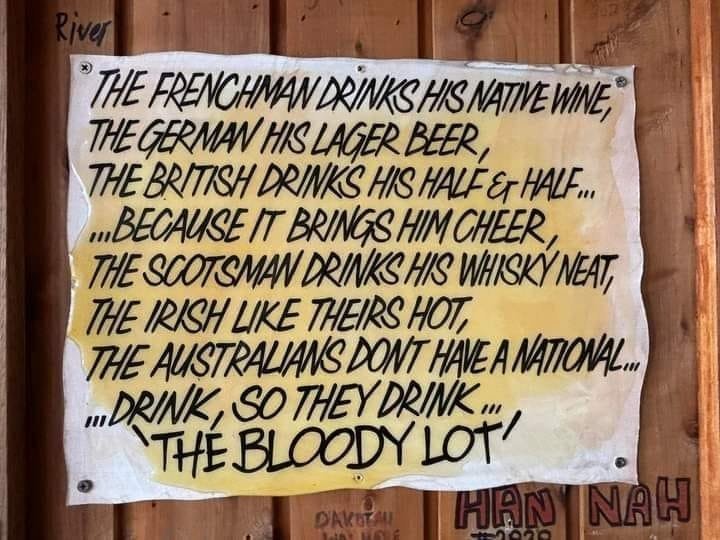 River
THE FRENCHMAN DRINKS HIS NATIVE WINE,
THE GERMAN HIS LAGER BEER,
THE BRITISH DRINKS HIS HALF & HALF...
...BECAUSE IT BRINGS HIM CHEER,
THE SCOTSMAN DRINKS HIS WHISKY NEAT,
THE IRISH LIKE THEIRS HOT,
THE AUSTRALIANS DONT HAVE A NATIONAL...
...DRINK, SO THEY DRINK...
'THE BLOODY LOT'
HAN NAH